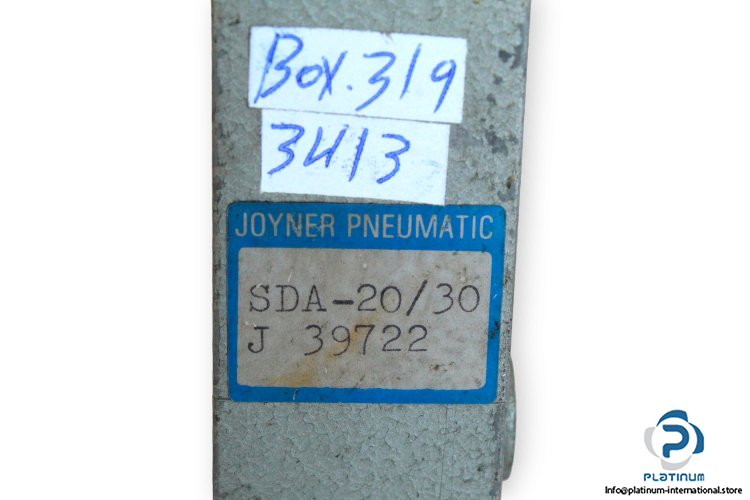 Box.319
3413
JOYNER PNEUMATIC
SDA-20/30
J 39722
PLATINUM
Info@platinum-international.store